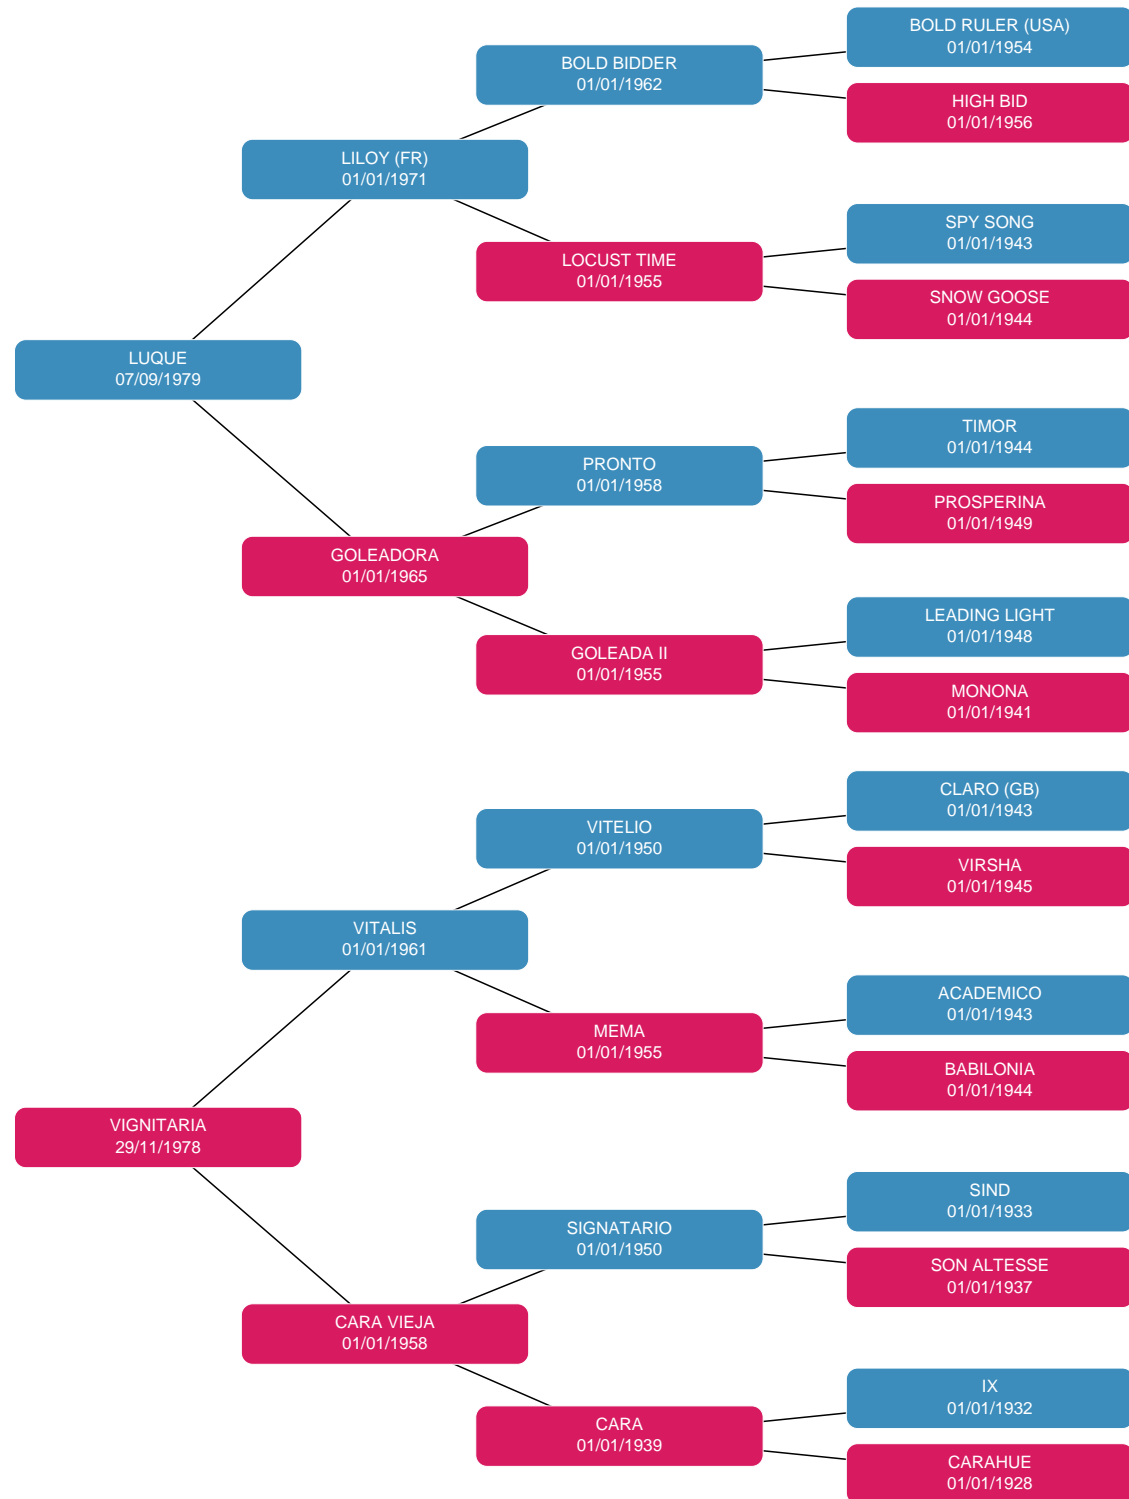 BOLD RULER (USA)
01/01/1954
BOLD BIDDER
01/01/1962
HIGH BID
01/01/1956
LILOY (FR)
01/01/1971
SPY SONG
01/01/1943
LOCUST TIME
01/01/1955
SNOW GOOSE
01/01/1944
LUQUE
07/09/1979
TIMOR
01/01/1944
PRONTO
01/01/1958
PROSPERINA
01/01/1949
GOLEADORA
01/01/1965
LEADING LIGHT
01/01/1948
GOLEADA II
01/01/1955
MONONA
01/01/1941
CLARO (GB)
01/01/1943
VITELIO
01/01/1950
VIRSHA
01/01/1945
VITALIS
01/01/1961
ACADEMICO
01/01/1943
MEMA
01/01/1955
BABILONIA
01/01/1944
VIGNITARIA
29/11/1978
SIND
01/01/1933
SIGNATARIO
01/01/1950
SON ALTESSE
01/01/1937
CARA VIEJA
01/01/1958
IX
01/01/1932
CARA
01/01/1939
CARAHUE
01/01/1928